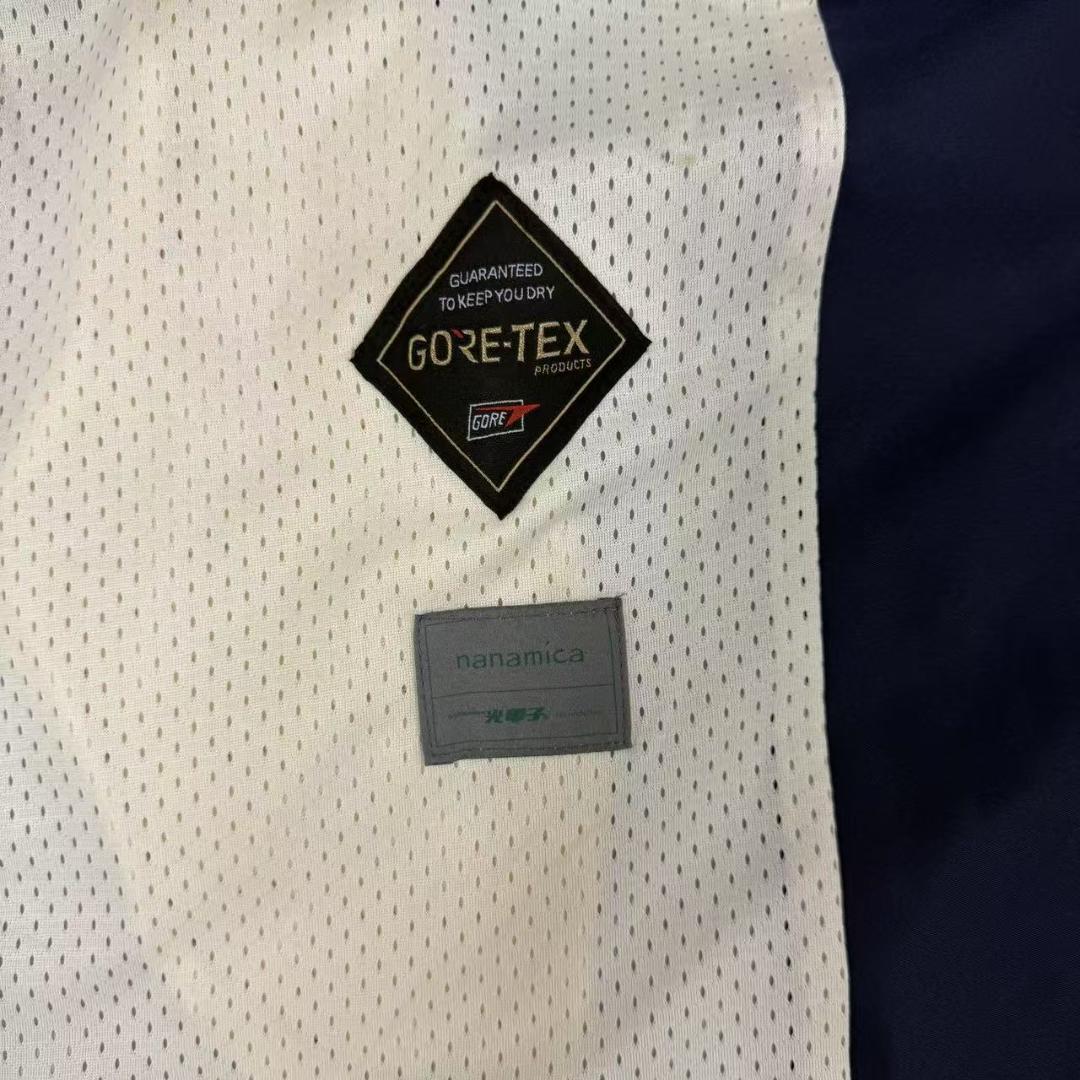 GUARANTEED
TO KEEP YOU DRY
GORE-TEX
PRODUCTS
GORE
nanamica
光電子